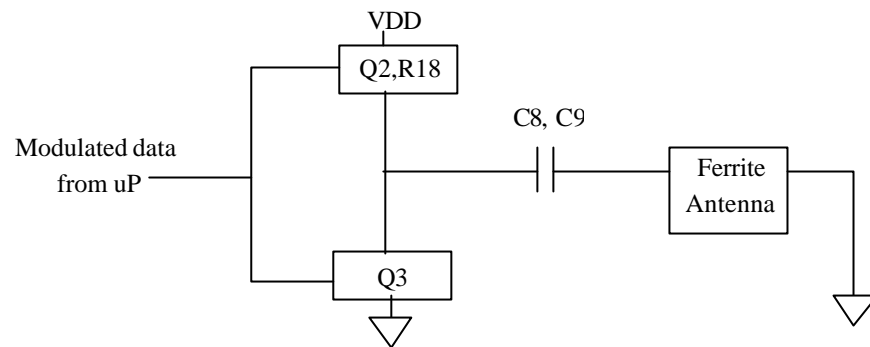 VDD
Q2,R18
C8, C9
Modulated data
from uP
Ferrite
Antenna
Q3